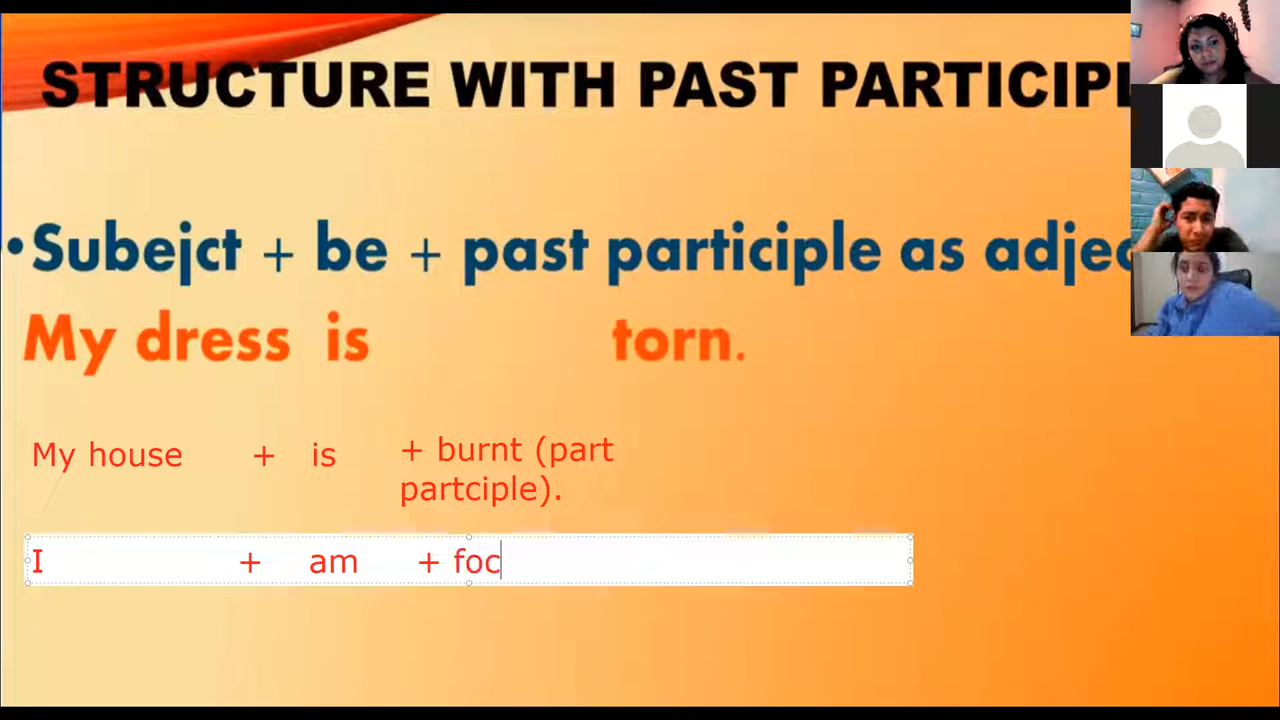 STRUCTURE WITH PAST PARTICIPL
•Subejct + be + past participle as adjec
My dress is torn.
My house + is + burnt (part
partciple).
I + am + foc